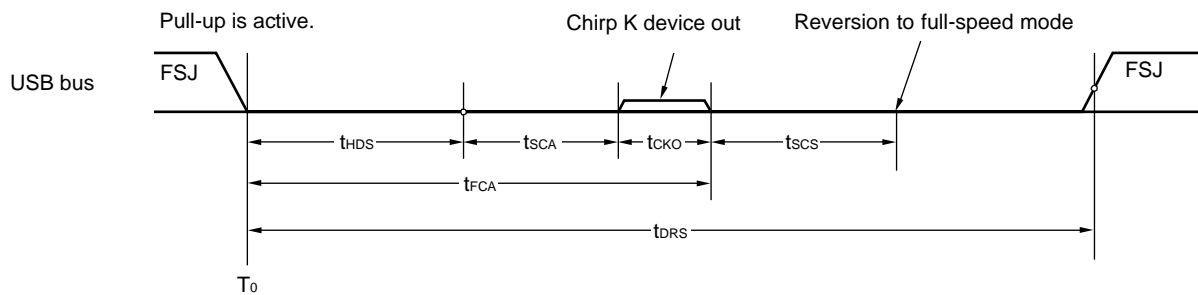 Pull-up is active.
Chirp K device out
Reversion to full-speed mode
USB bus
FSJ
FSJ
tHDS
tSCA
tCKO
tSCS
tFCA
tDRS
T0